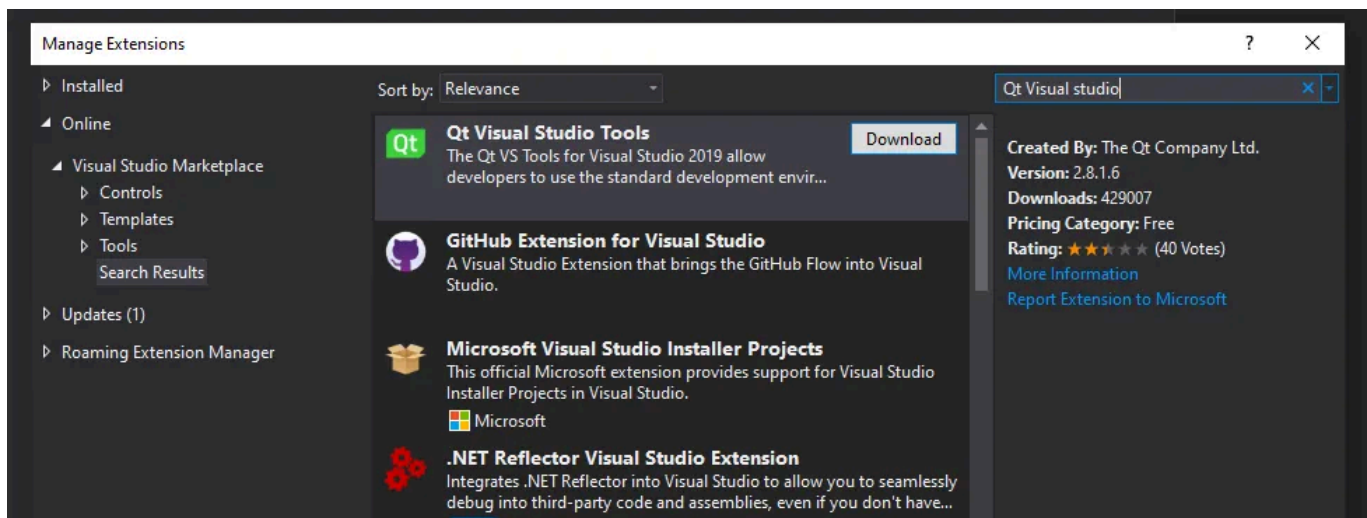 Manage Extensions
?
Installed
Online
Visual Studio Marketplace
Controls
Templates
Tools
Search Results
Updates (1)
Roaming Extension Manager
Sort by: Relevance
Qt
Qt Visual Studio Tools
Download
The Qt VS Tools for Visual Studio 2019 allow
developers to use the standard development envir...
GitHub Extension for Visual Studio
A Visual Studio Extension that brings the GitHub Flow into Visual
Studio.
Microsoft Visual Studio Installer Projects
This official Microsoft extension provides support for Visual Studio
Installer Projects in Visual Studio.
Microsoft
.NET Reflector Visual Studio Extension
Integrates .NET Reflector into Visual Studio to allow you to seamlessly
debug into third-party code and assemblies, even if you don't have...
Qt Visual studio
Created By: The Qt Company Ltd.
Version: 2.8.1.6
Downloads: 429007
Pricing Category: Free
Rating: (40 Votes)
More Information
Report Extension to Microsoft